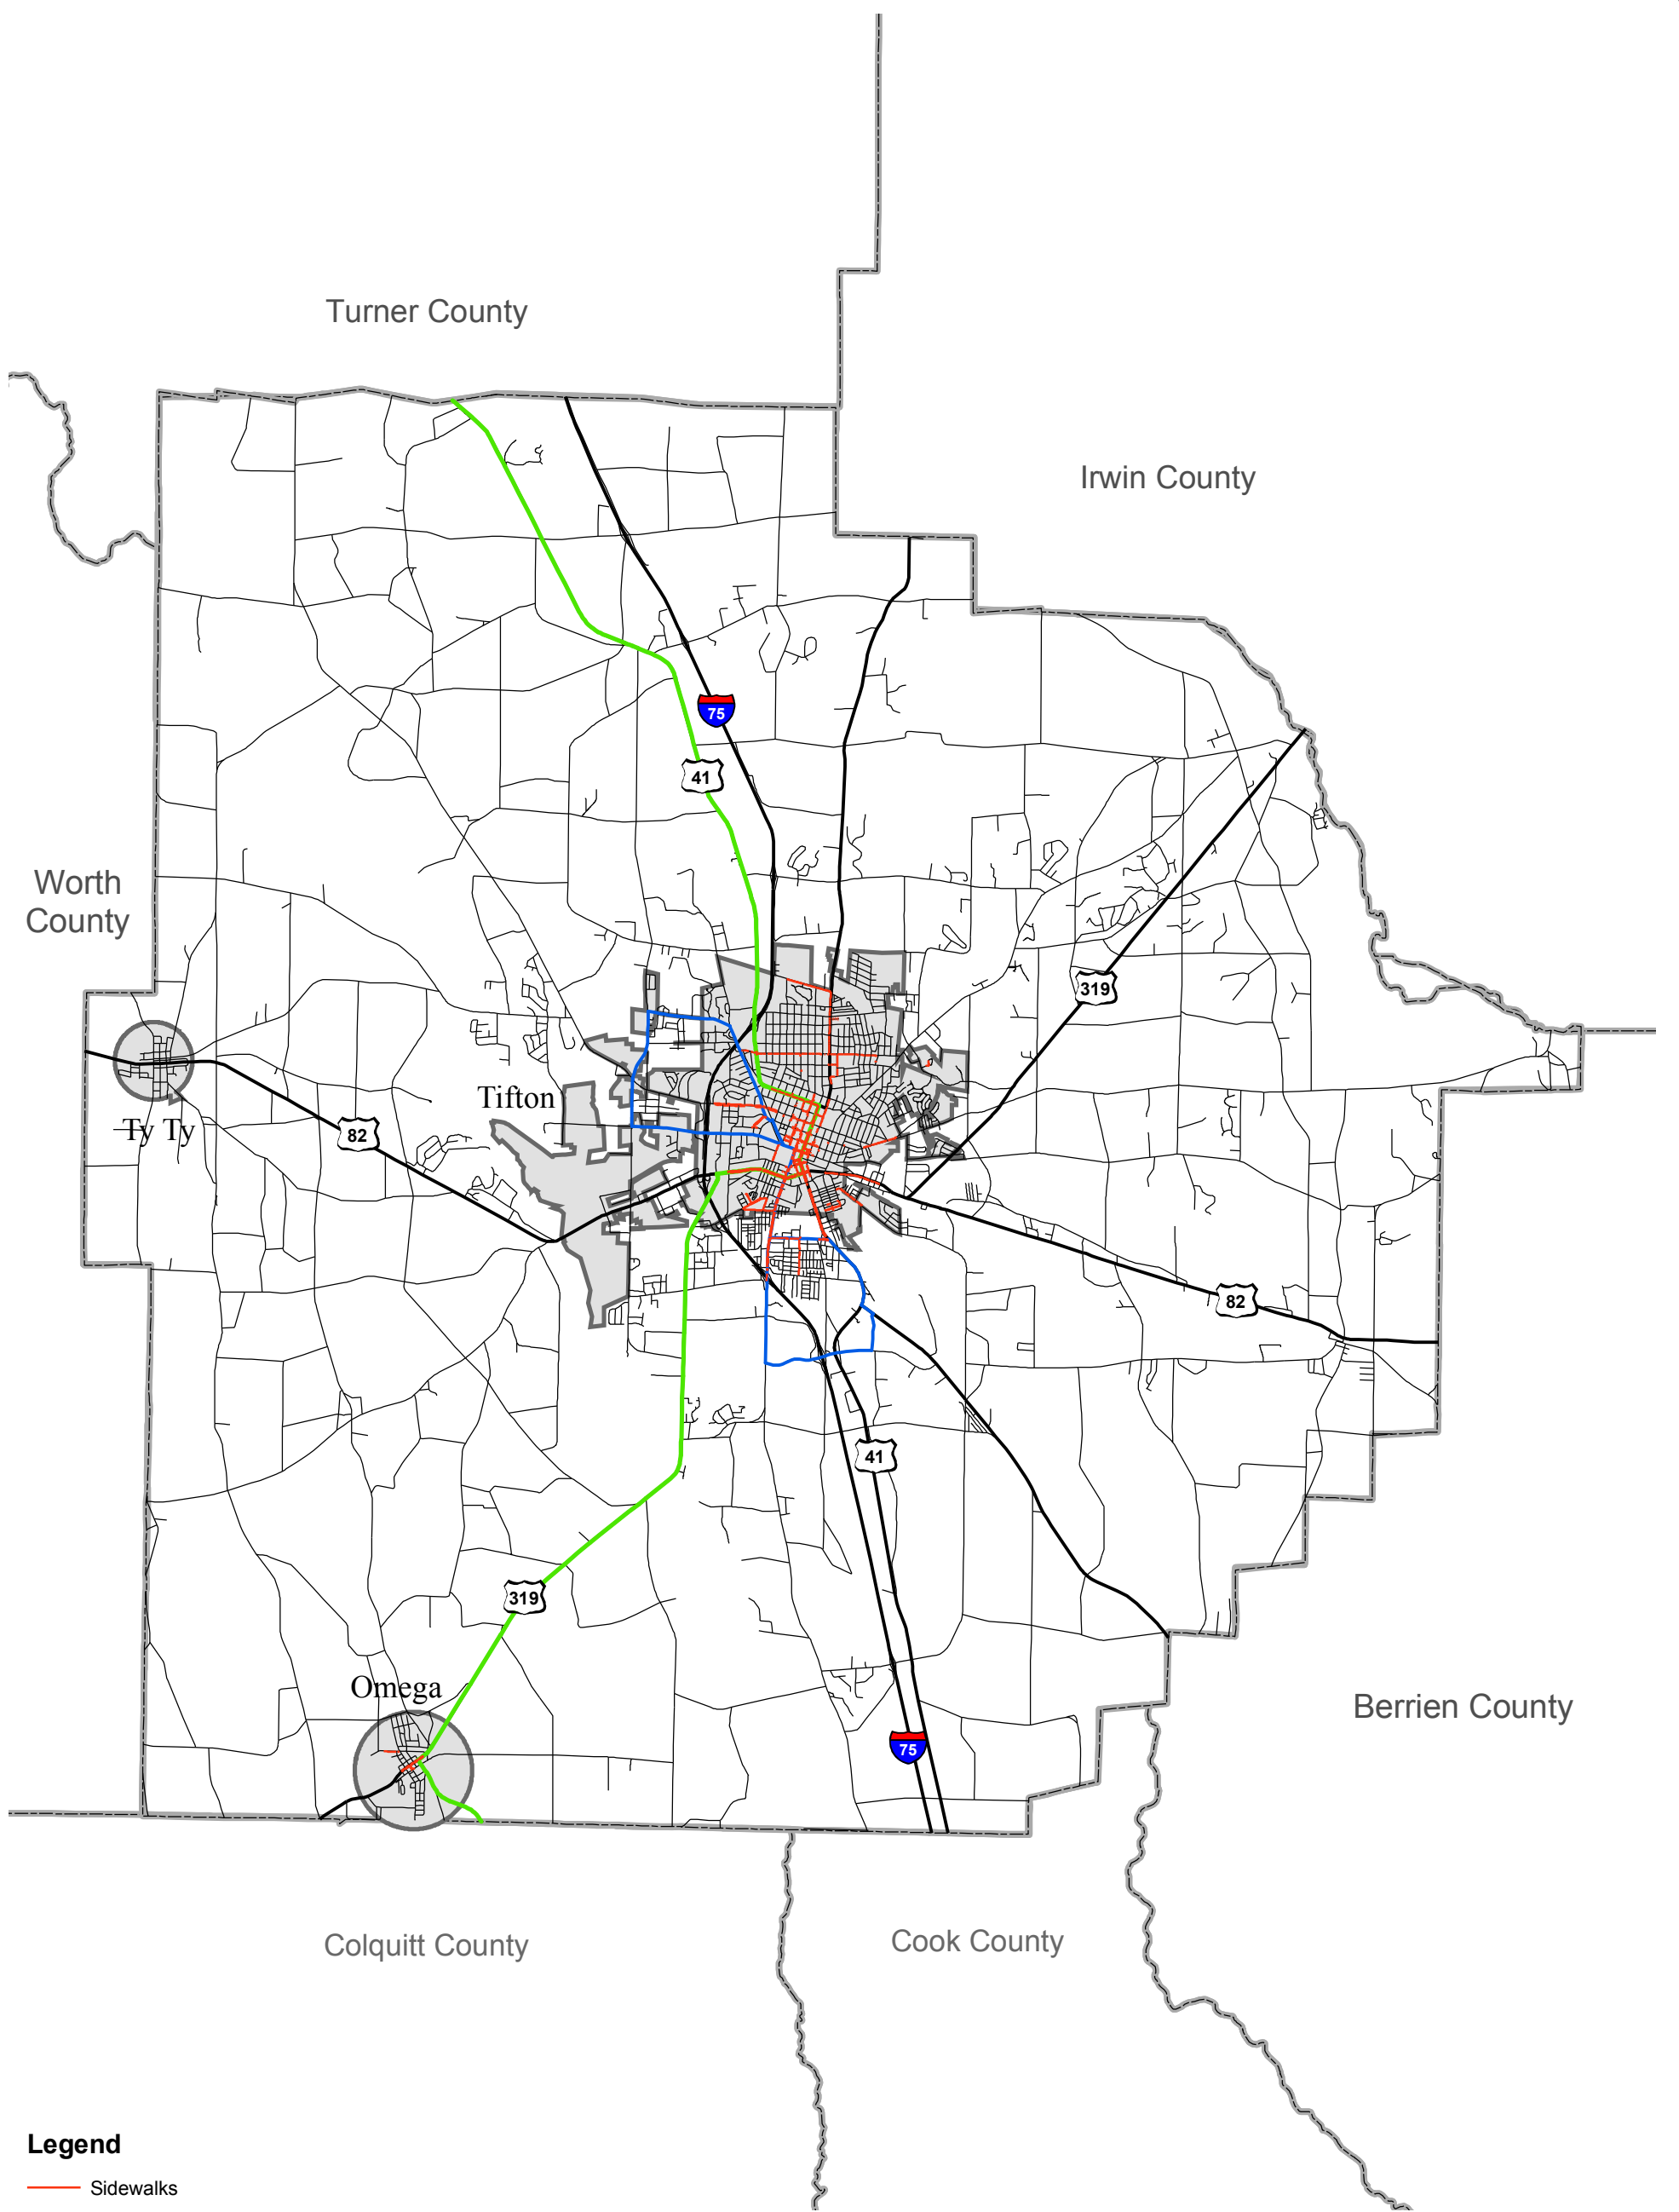 Turner County
Irwin County
75
41
Worth
County
319
Tifton
Ty Ty
82
82
41
319
Omega
Berrien County
75
Colquitt County
Cook County
Legend
Sidewalks